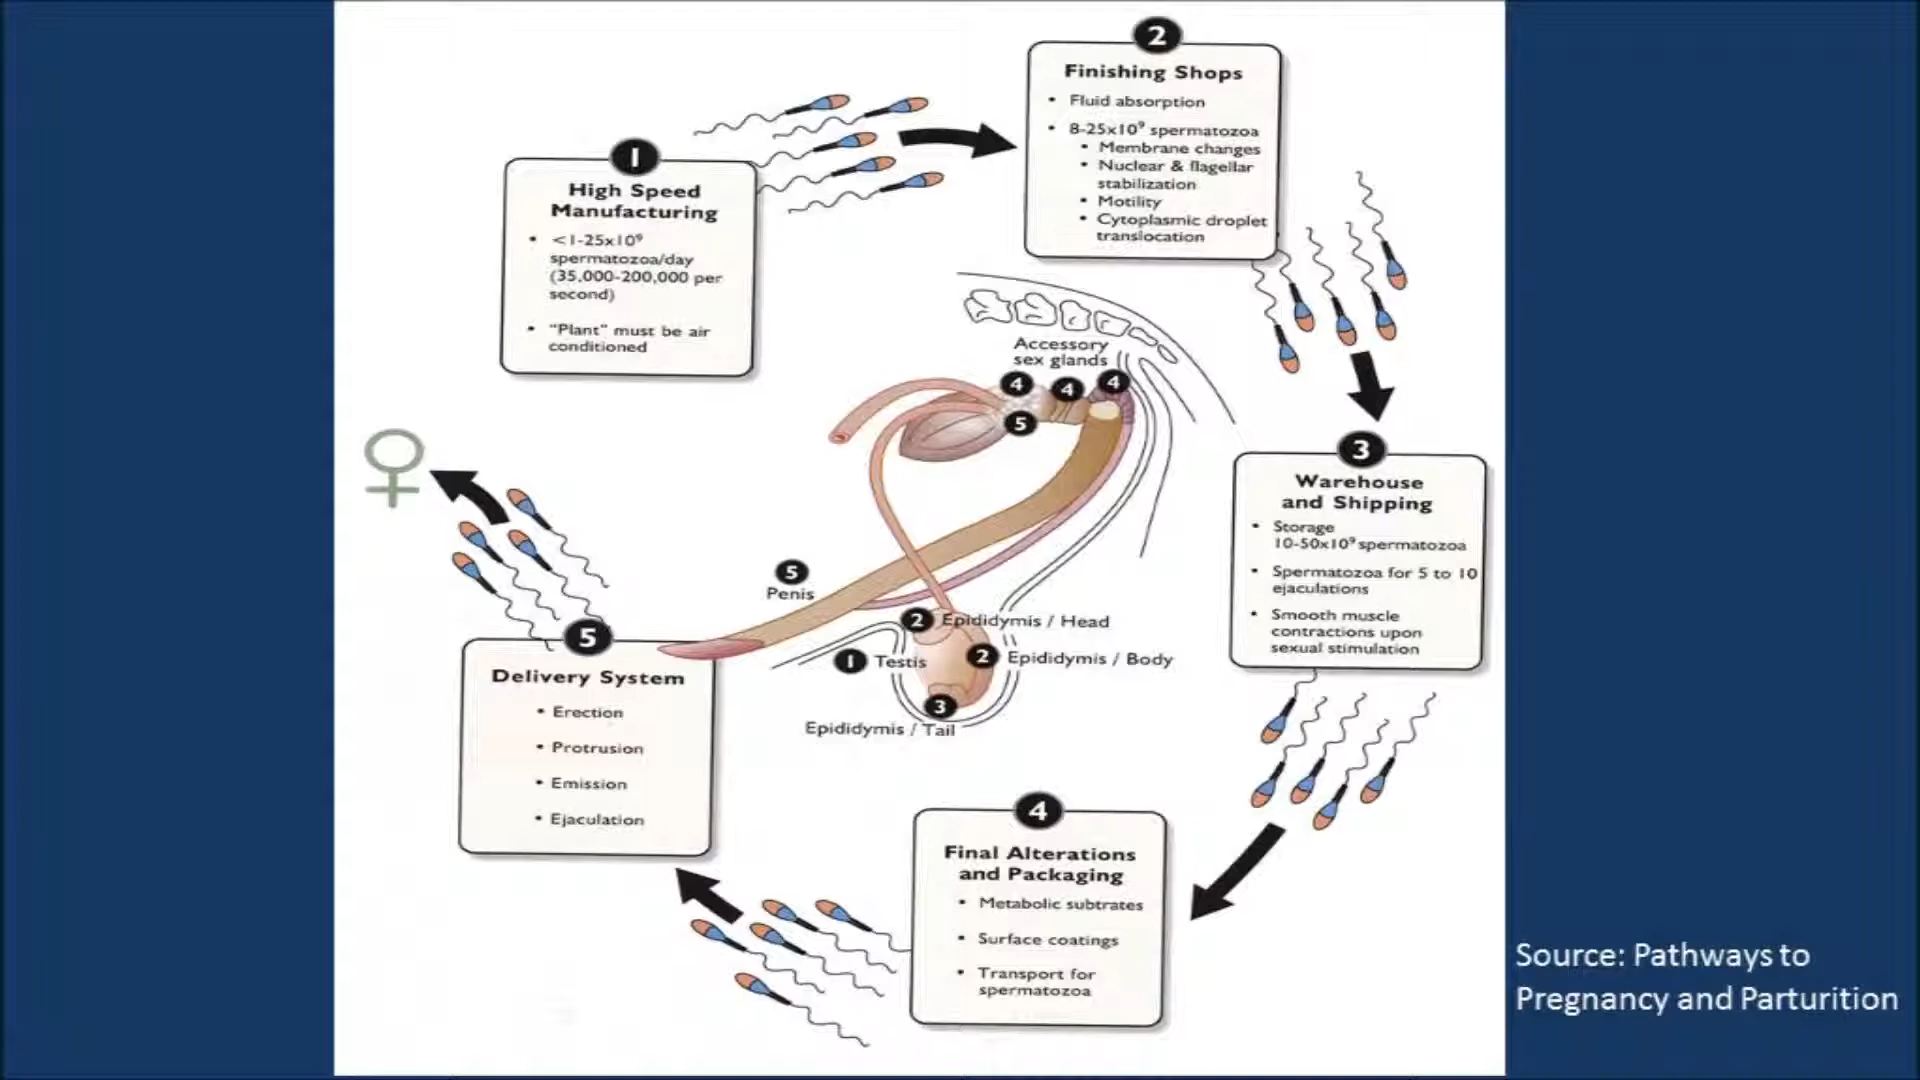 1
High Speed
Manufacturing
• <1-25x10⁹
spermatozoa/day
(35,000-200,000 per
second)
• "Plant" must be air
conditioned
2
Finishing Shops
• Fluid absorption
• 8-25x10⁹ spermatozoa
• Membrane changes
• Nuclear & flagellar
stabilization
• Motility
• Cytoplasmic droplet
translocation
3
Warehouse
and Shipping
• Storage
10-50x10⁹ spermatozoa
• Spermatozoa for 5 to 10
ejaculations
• Smooth muscle
contractions upon
sexual stimulation
4
Final Alterations
and Packaging
• Metabolic subtrates
• Surface coatings
• Transport for
spermatozoa
5
Delivery System
• Erection
• Protrusion
• Emission
• Ejaculation
Accessory
sex glands
4 4 4
5
5
Penis
2 Epididymis / Head
1 Testis
2 Epididymis / Body
3
Epididymis / Tail
Source: Pathways to
Pregnancy and Parturition